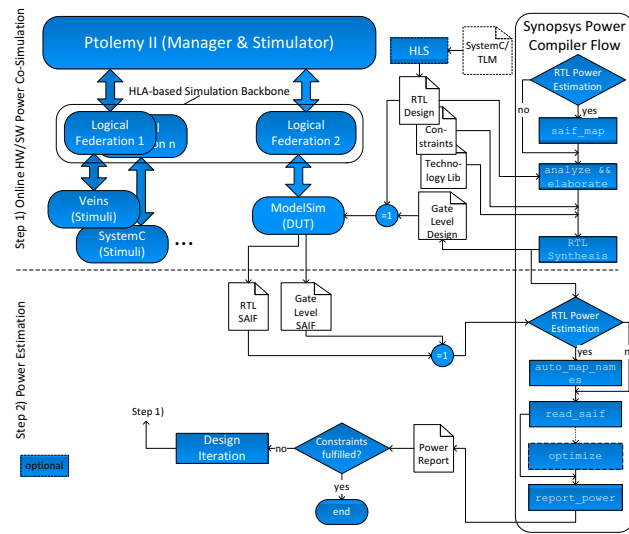 Ptolemy II (Manager & Stimulator)
HLA-based Simulation Backbone
Logical
Federation 1
Logical
Federation 2
Veins
(Stimuli)
SystemC
(Stimuli)
...
ModelSim
(DUT)
Step 1) Online HW/SW Power Co-Simulation
HLS
SystemC/
TLM
RTL
Design
Con-
straints
Techno-
logy Lib
Gate
Level
Design
=1
Synopsys Power
Compiler Flow
RTL Power
Estimation
no
yes
saif_map
analyze &&
elaborate
RTL
Synthesis
Step 2) Power Estimation
RTL
SAIF
Gate
Level
SAIF
=1
RTL Power
Estimation
yes
auto_map_nam
es
read_saif
optimize
report_power
Power
Report
Constraints
fulfilled?
no
yes
end
Design
Iteration
Step 1)
optional